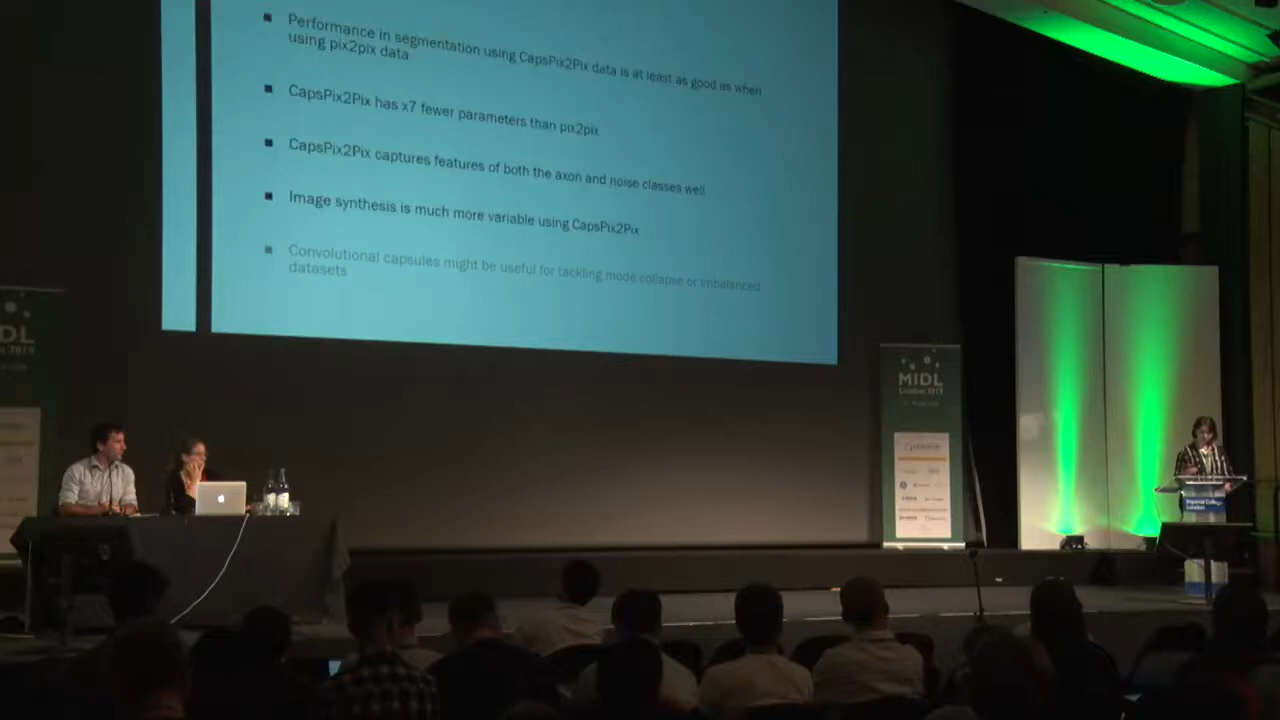 Performance in segmentation using CapsPix2Pix data is at least as good as when
using pix2pix data
CapsPix2Pix has x7 fewer parameters than pix2pix
CapsPix2Pix captures features of both the axon and noise classes well
Image synthesis is much more variable using CapsPix2Pix
Convolutional capsules might be useful for tackling mode collapse or imbalanced
datasets
DL
MIDL
London 2019
Imperial College
London